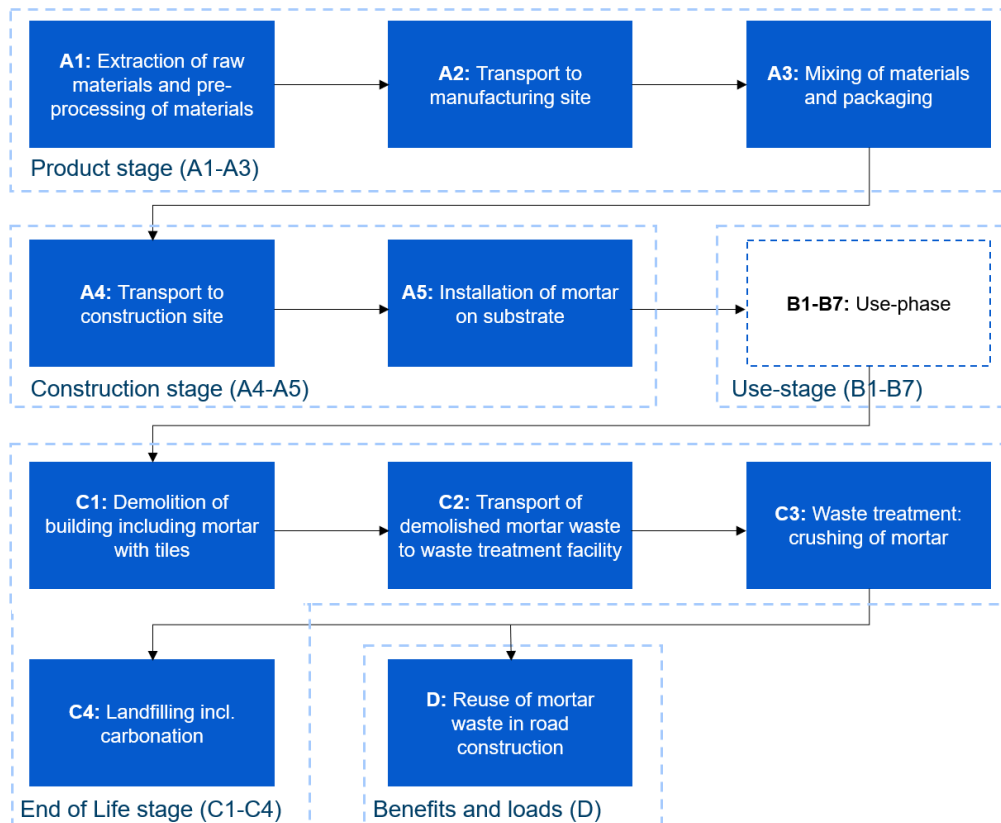 A1: Extraction of raw
materials and pre-
processing of materials
A2: Transport to
manufacturing site
A3: Mixing of materials
and packaging
Product stage (A1-A3)
A4: Transport to
construction site
A5: Installation of mortar
on substrate
B1-B7: Use-phase
Construction stage (A4-A5)
Use-stage (B1-B7)
C1: Demolition of
building including mortar
with tiles
C2: Transport of
demolished mortar waste
to waste treatment facility
C3: Waste treatment:
crushing of mortar
C4: Landfilling incl.
carbonation
D: Reuse of mortar
waste in road
construction
End of Life stage (C1-C4)
Benefits and loads (D)